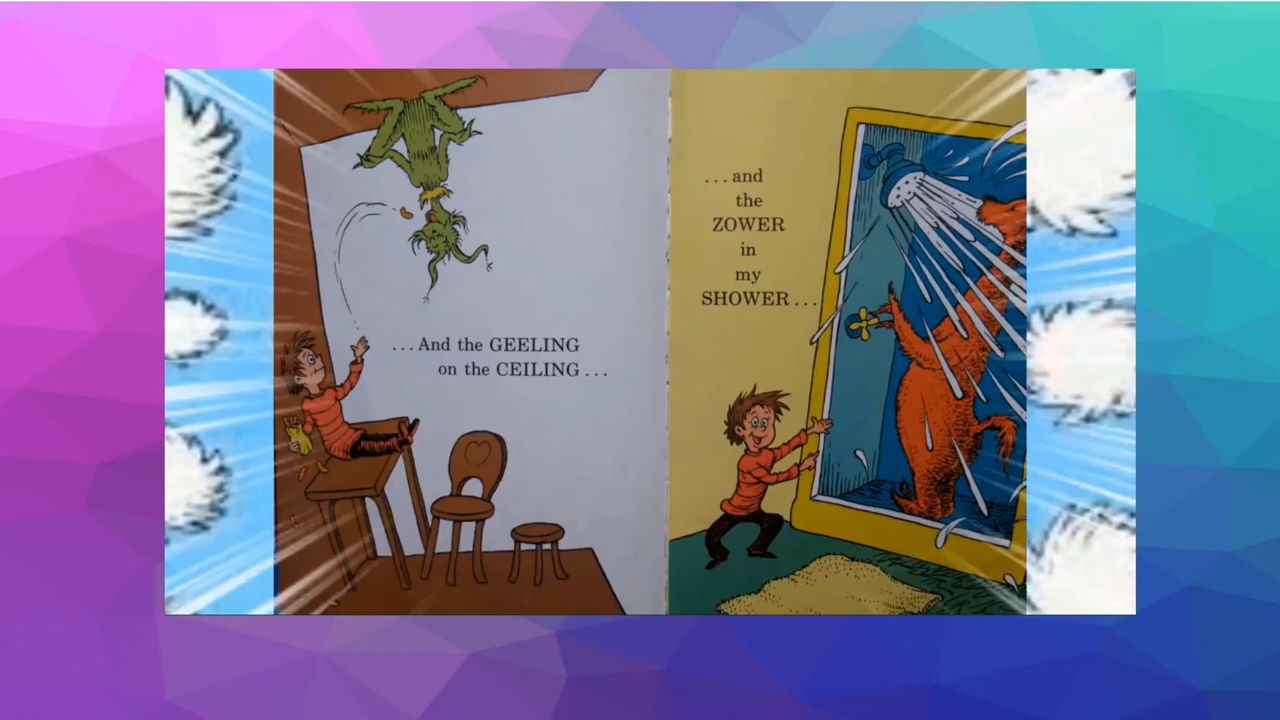 ...And the GEELING
on the CEILING...
...and
the
ZOWER
in
my
SHOWER...